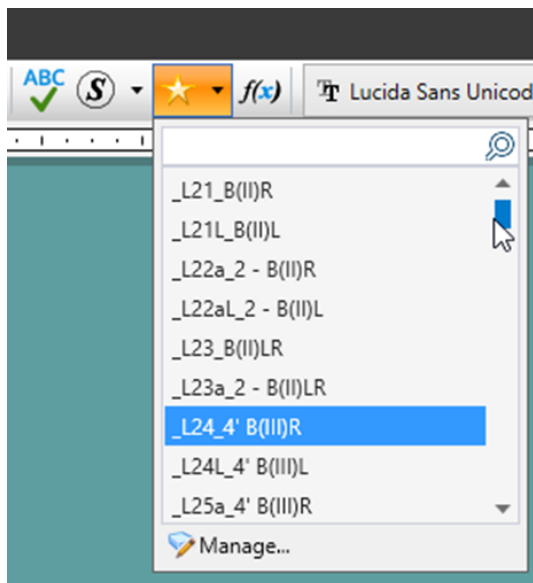 ABC S f(x) Lucida Sans Unicod
_L21_B(II)R
_L21L_B(II)L
_L22a_2 - B(II)R
_L22aL_2 - B(II)L
_L23_B(II)LR
_L23a_2 - B(II)LR
_L24_4' B(III)R
_L24L_4' B(III)L
_L25a_4' B(III)R
Manage...